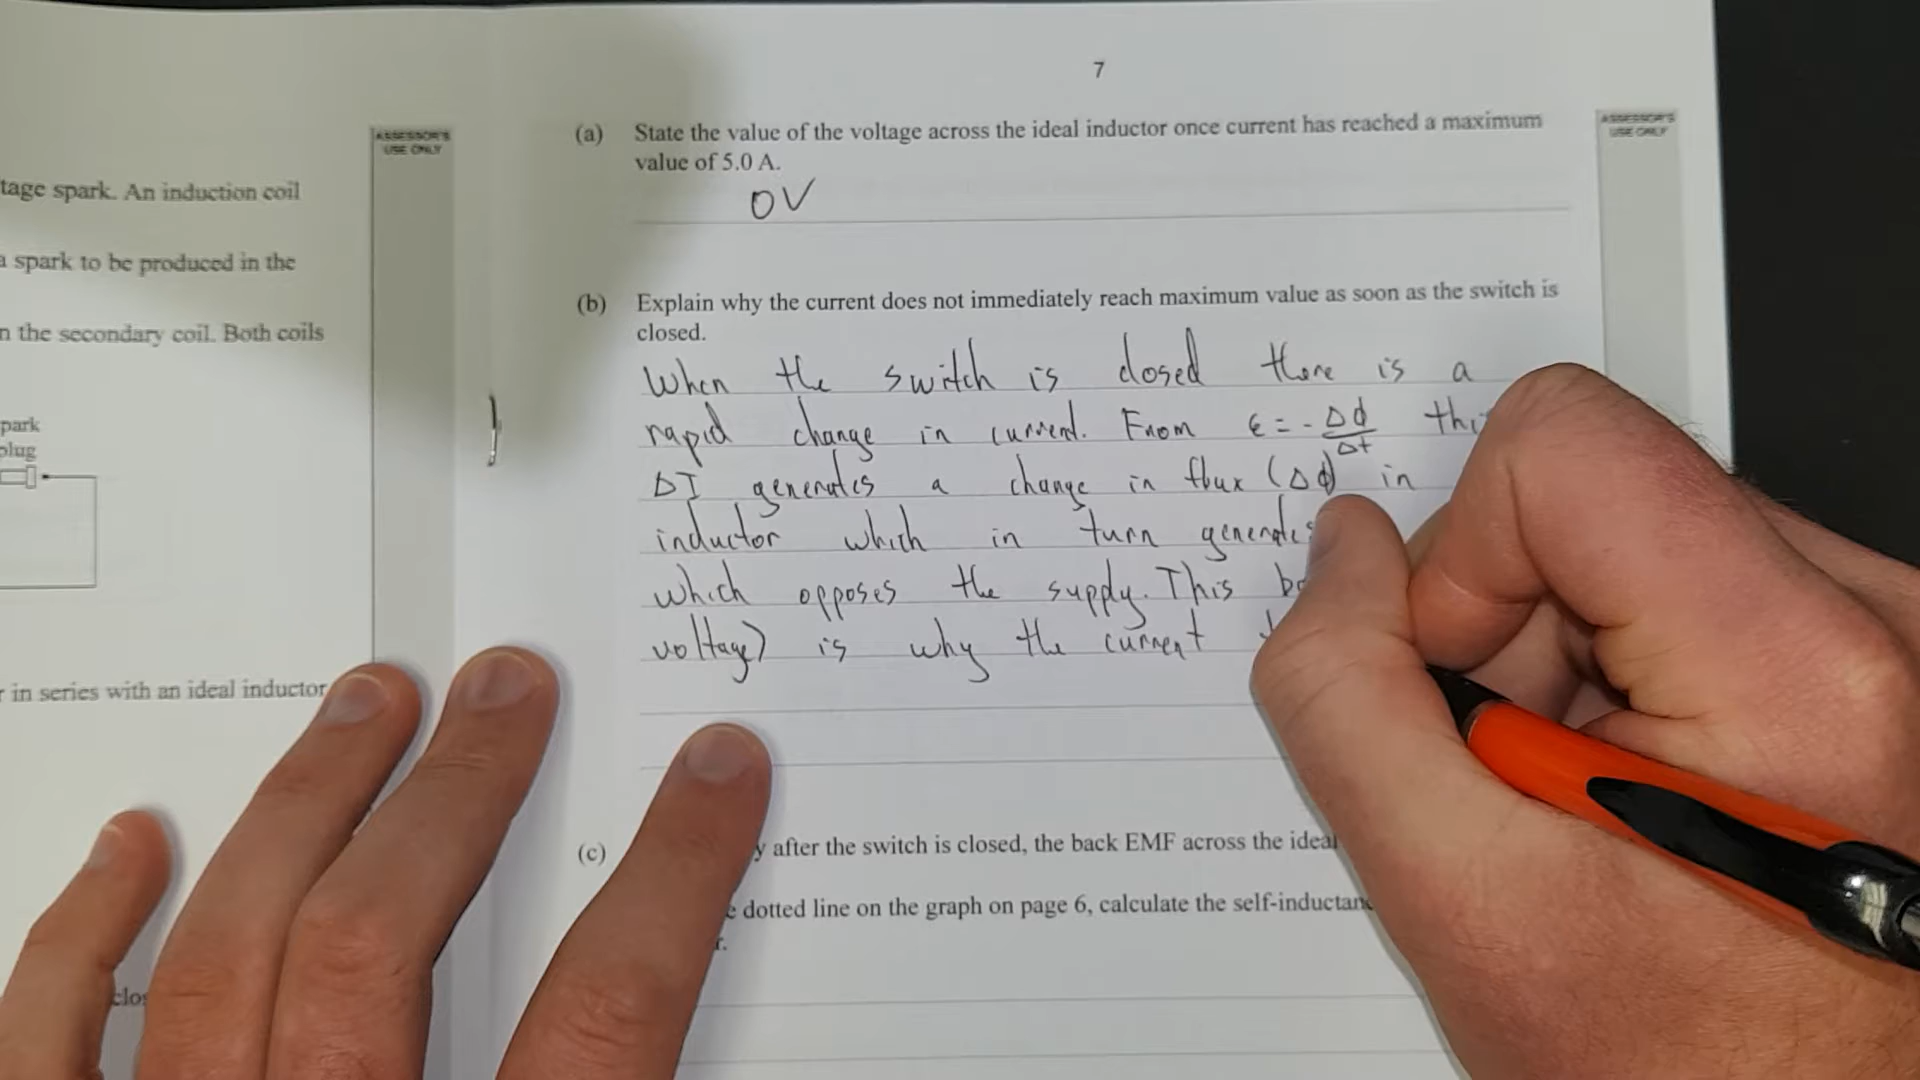 7
ASSESSOR'S
USE ONLY
tage spark. An induction coil
a spark to be produced in the
n the secondary coil. Both coils
park
plug
r in series with an ideal inductor
clos
ASSESSOR'S
USE ONLY
(a) State the value of the voltage across the ideal inductor once current has reached a maximum
value of 5.0 A.
0V
(b) Explain why the current does not immediately reach maximum value as soon as the switch is
closed.
When the switch is closed there is a
rapid change in current. From ε = - Δφ/Δt thi
ΔI generates a change in flux (Δφ) in
inductor which in turn generates
which opposes the supply. This b
voltage) is why the current
(c) y after the switch is closed, the back EMF across the ideal
e dotted line on the graph on page 6, calculate the self-inductanc
r.